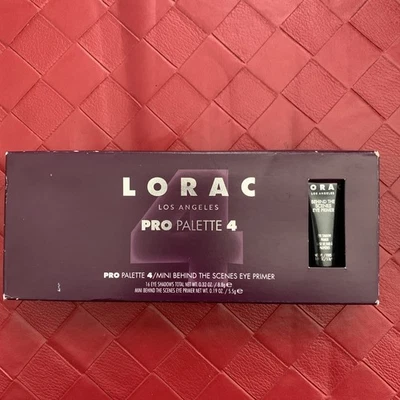 LORAC
LOS ANGELES
PRO PALETTE 4
4
PRO PALETTE 4/MINI BEHIND THE SCENES EYE PRIMER
16 EYE SHADOWS TOTAL NET WT. 0.32 OZ. / 8.8g ℮
MINI BEHIND THE SCENES EYE PRIMER NET WT. 0.19 OZ. / 5.5g ℮
ORA
LOS ANGELES
BEHIND THE
SCENES
EYE PRIMER